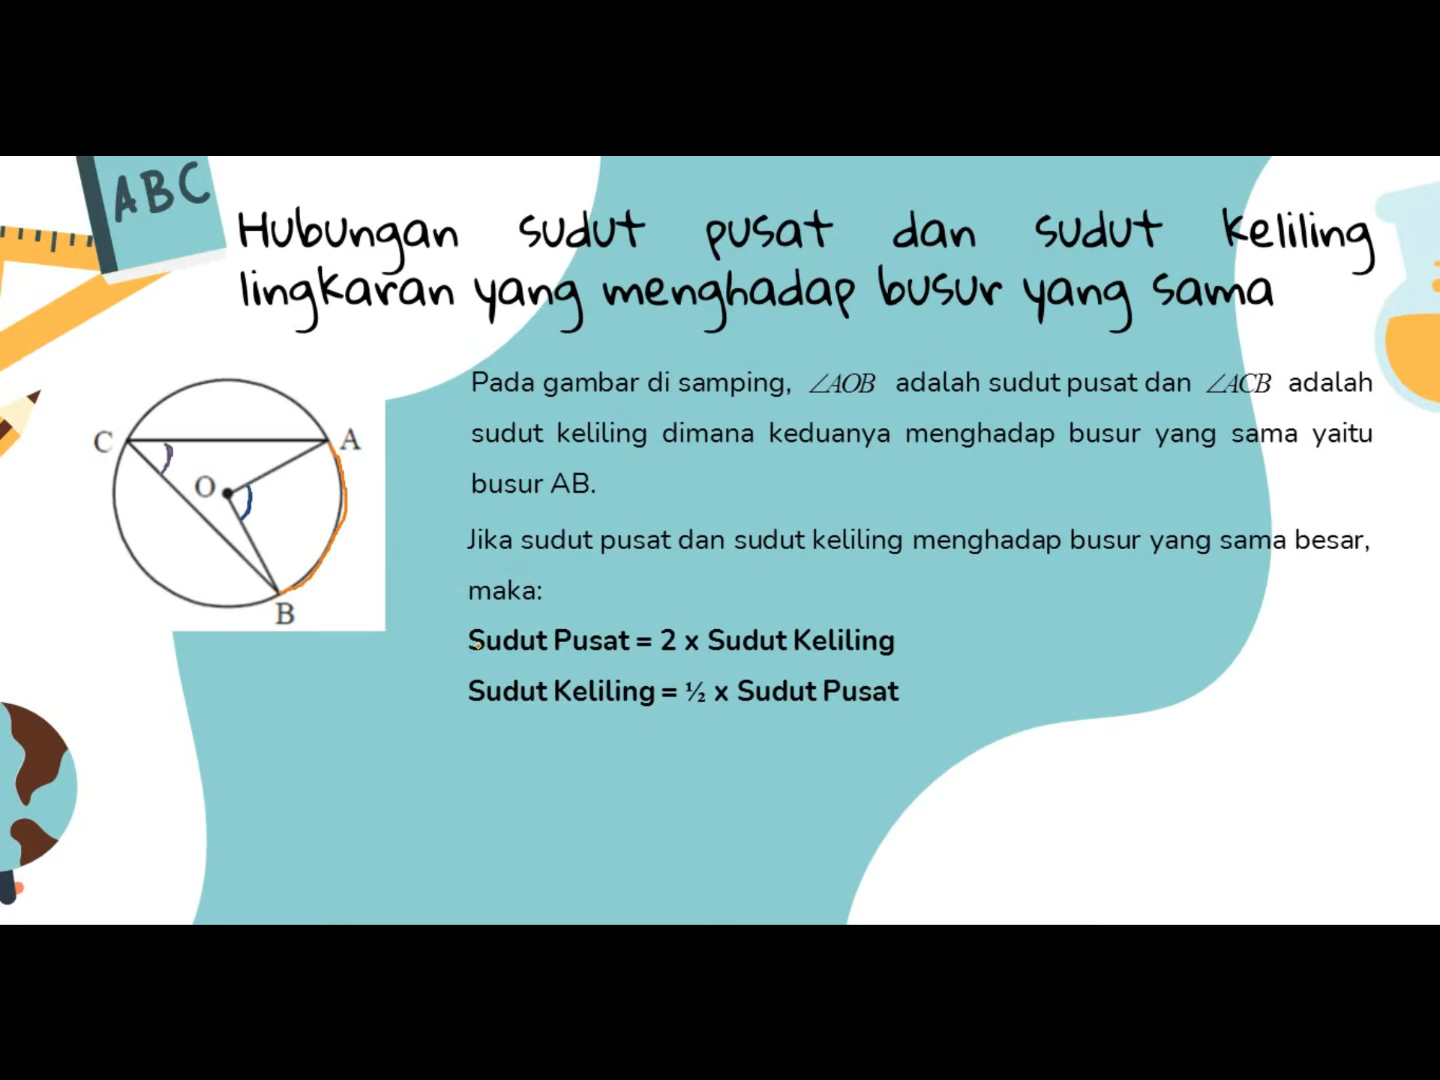 ABC
Hubungan sudut pusat dan sudut keliling
lingkaran yang menghadap busur yang sama
Pada gambar di samping, ∠AOB adalah sudut pusat dan ∠ACB adalah
sudut keliling dimana keduanya menghadap busur yang sama yaitu
busur AB.
C
A
O
B
Jika sudut pusat dan sudut keliling menghadap busur yang sama besar,
maka:
Sudut Pusat = 2 x Sudut Keliling
Sudut Keliling = ½ x Sudut Pusat